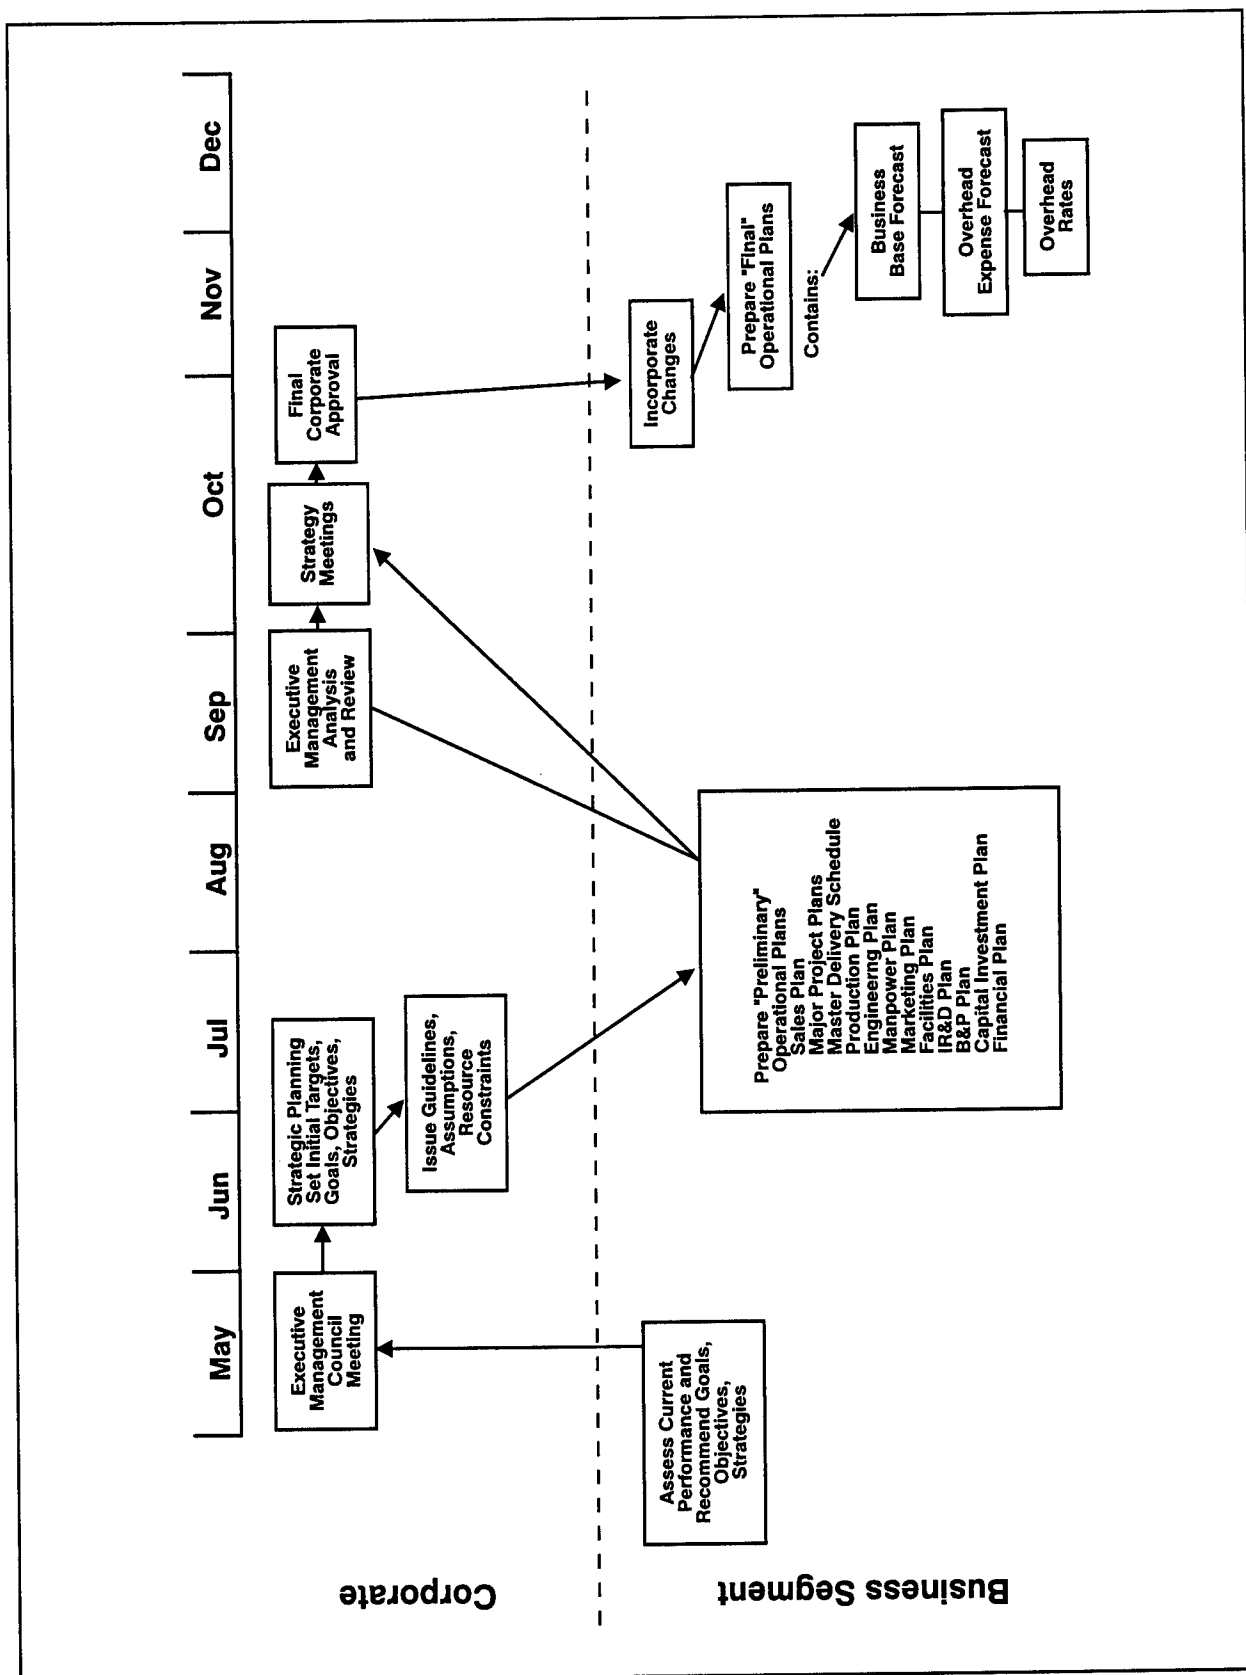 May
Jun
Jul
Aug
Sep
Oct
Nov
Dec
Corporate
Executive
Management
Council
Meeting
Strategic Planning
Set Initial Targets,
Goals, Objectives,
Strategies
Issue Guidelines,
Assumptions,
Resource
Constraints
Executive
Management
Analysis
and Review
Strategy
Meetings
Final
Corporate
Approval
Business Segment
Assess Current
Performance and
Recommend Goals,
Objectives,
Strategies
Prepare "Preliminary"
Operational Plans
Sales Plan
Major Project Plans
Master Delivery Schedule
Production Plan
Engineerng Plan
Manpower Plan
Marketing Plan
Facilities Plan
IR&D Plan
B&P Plan
Capital Investment Plan
Financial Plan
Incorporate
Changes
Prepare "Final"
Operational Plans
Contains:
Business
Base Forecast
Overhead
Expense Forecast
Overhead
Rates